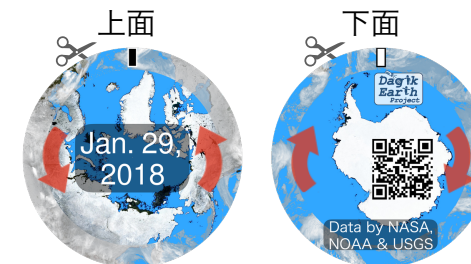 上面
下面
Jan. 29,
2018
Dagik
Earth
Project
Data by NASA,
NOAA & USGS